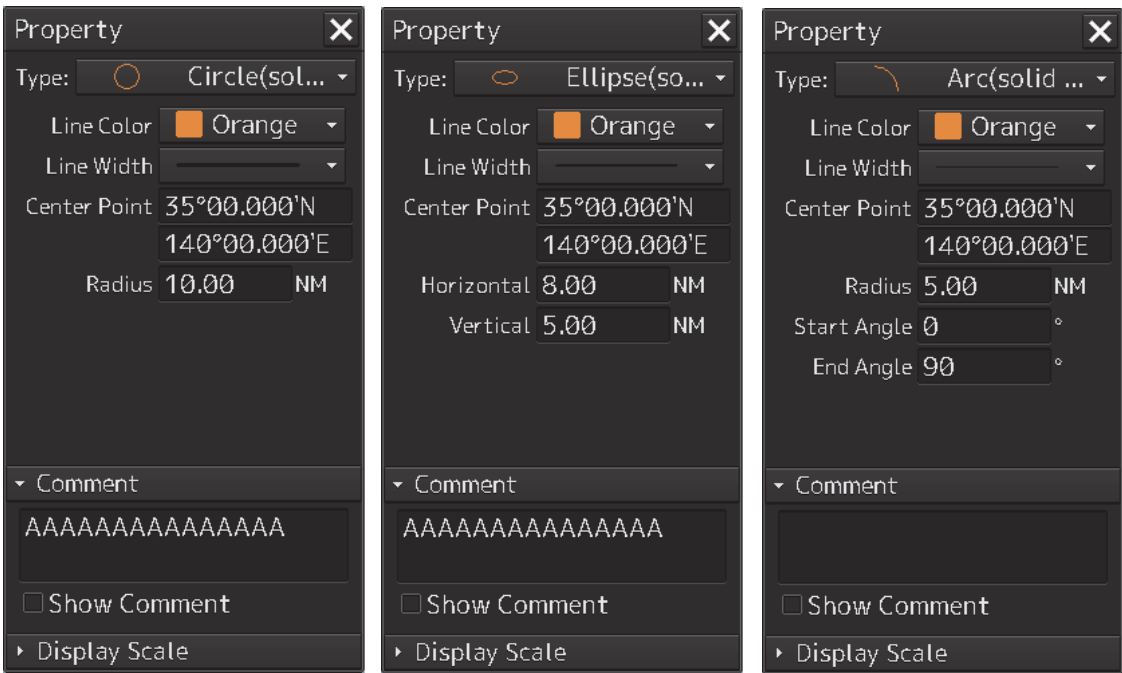 Property
Type: Circle(sol...
Line Color Orange
Line Width
Center Point 35°00.000'N
140°00.000'E
Radius 10.00 NM
Comment
AAAAAAAAAAAAAAA
Show Comment
Display Scale
Property
Type: Ellipse(so...
Line Color Orange
Line Width
Center Point 35°00.000'N
140°00.000'E
Horizontal 8.00 NM
Vertical 5.00 NM
Comment
AAAAAAAAAAAAAAA
Show Comment
Display Scale
Property
Type: Arc(solid ...
Line Color Orange
Line Width
Center Point 35°00.000'N
140°00.000'E
Radius 5.00 NM
Start Angle 0 °
End Angle 90 °
Comment
Show Comment
Display Scale